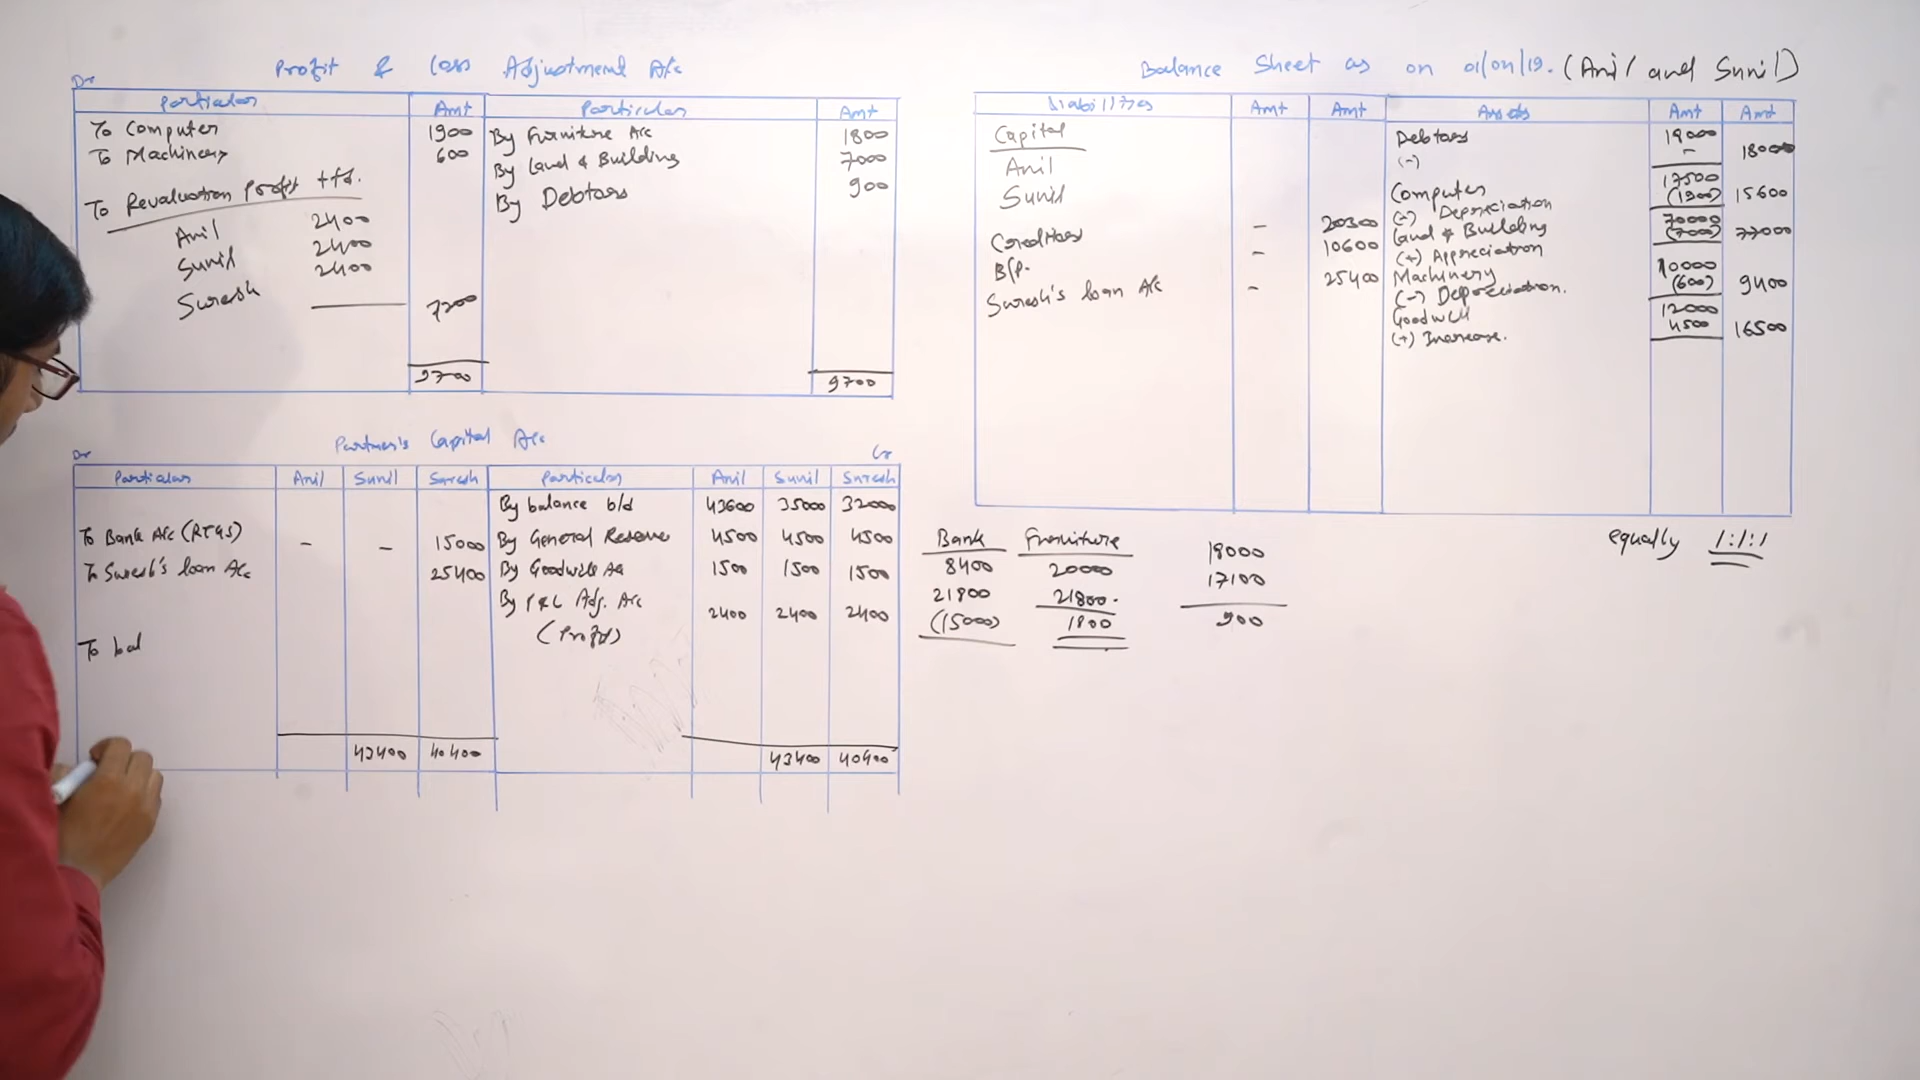 Profit & Loss Adjustment A/c
Dr
Particulars Amt Particulars Amt
To Computer 1900 By Furniture A/c 1800
To Machinery 600 By Land & Building 7000
By Debtors 900
To Revaluation Profit tfd.
Anil 2400
Sunil 2400
Suresh 2400
7200
9700 9700
Balance Sheet as on 01/04/19. (Anil and Sunil)
Liabilities Amt Amt Assets Amt Amt
Capital
Anil
Sunil
Creditors - 20300
B/P. - 10600
Suresh's loan A/c - 25400
Debtors 18000
(-) - 18000
Computer 17500
(-) Depreciation (1900) 15600
Land & Building 70000
(+) Appreciation (7000) 77000
Machinery 10000
(-) Depreciation. (600) 9400
Goodwill 12000
(+) Increase. 4500 16500
Partner's Capital A/c
Dr Cr
Particulars Anil Sunil Suresh Particulars Anil Sunil Suresh
By balance b/d 43600 35000 32000
To Bank A/c (RTGS) - - 15000 By General Reserve 4500 4500 4500
To Suresh's loan A/c 25400 By Goodwill A/c 1500 1500 1500
By P&L Adj. A/c 2400 2400 2400
(Profit)
To bal
43400 40400 43400 40400
Bank Furniture
8400 20000
21800 21800.
(15000) 1800
18000
17100
900
equally 1:1:1